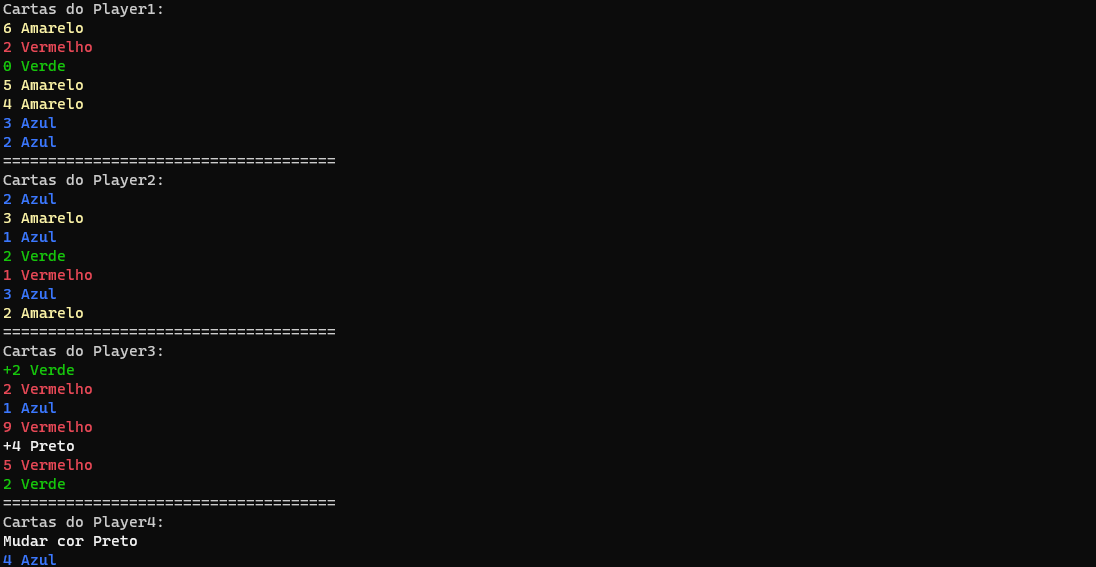 Cartas do Player1:
6 Amarelo
2 Vermelho
0 Verde
5 Amarelo
4 Amarelo
3 Azul
2 Azul
=====================================
Cartas do Player2:
2 Azul
3 Amarelo
1 Azul
2 Verde
1 Vermelho
3 Azul
2 Amarelo
=====================================
Cartas do Player3:
+2 Verde
2 Vermelho
1 Azul
9 Vermelho
+4 Preto
5 Vermelho
2 Verde
=====================================
Cartas do Player4:
Mudar cor Preto
4 Azul